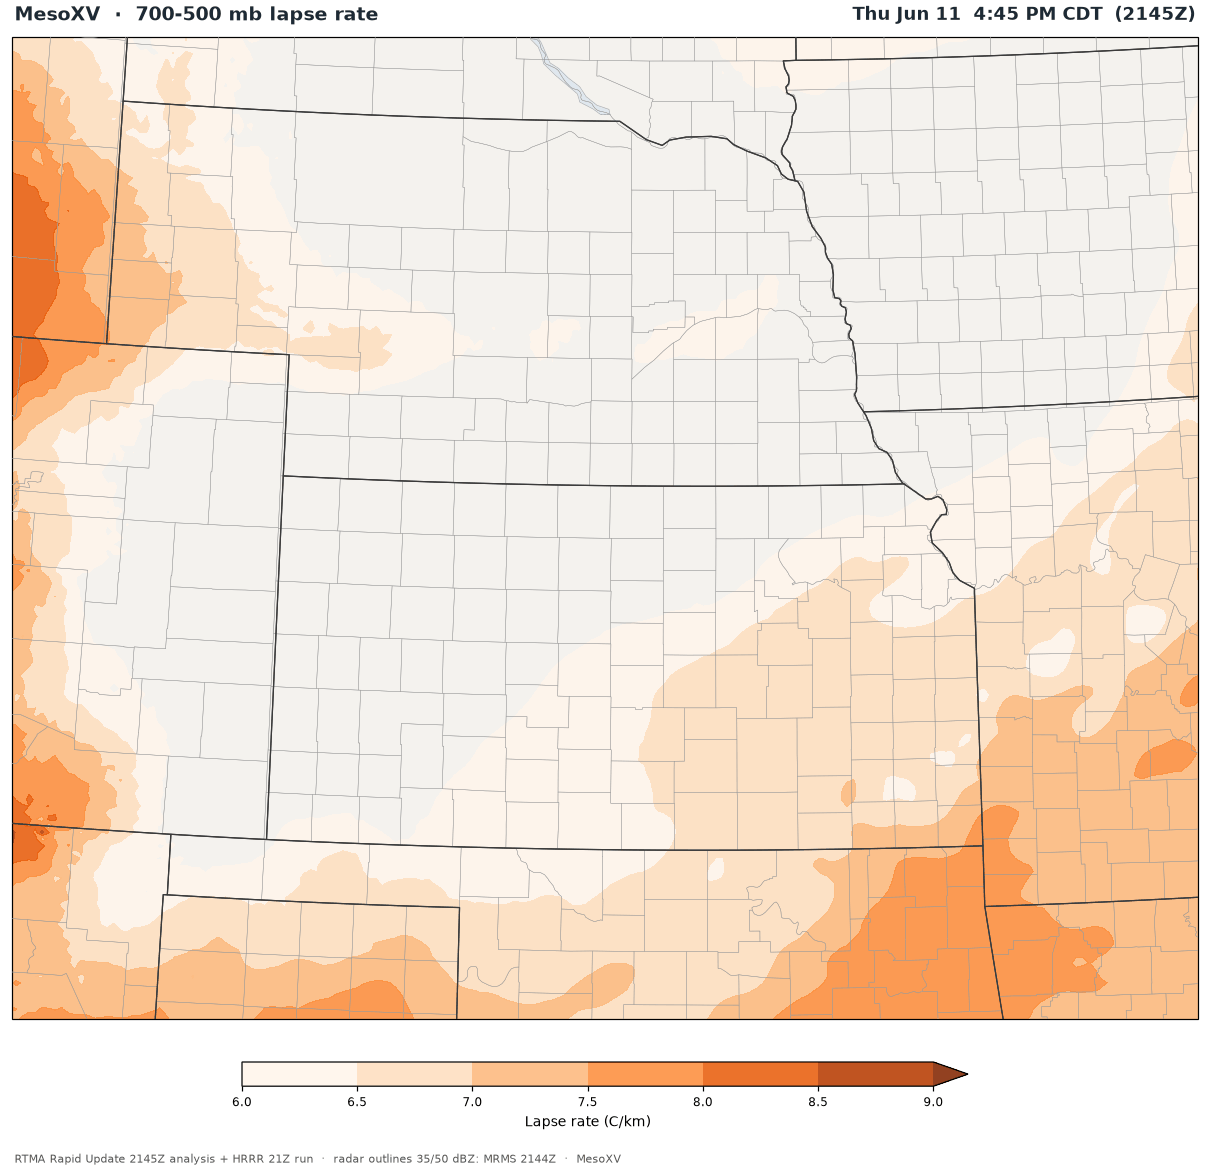 MesoXV · 700-500 mb lapse rate
Thu Jun 11 4:45 PM CDT (2145Z)
6.0 6.5 7.0 7.5 8.0 8.5 9.0
Lapse rate (C/km)
RTMA Rapid Update 2145Z analysis + HRRR 21Z run · radar outlines 35/50 dBZ: MRMS 2144Z · MesoXV